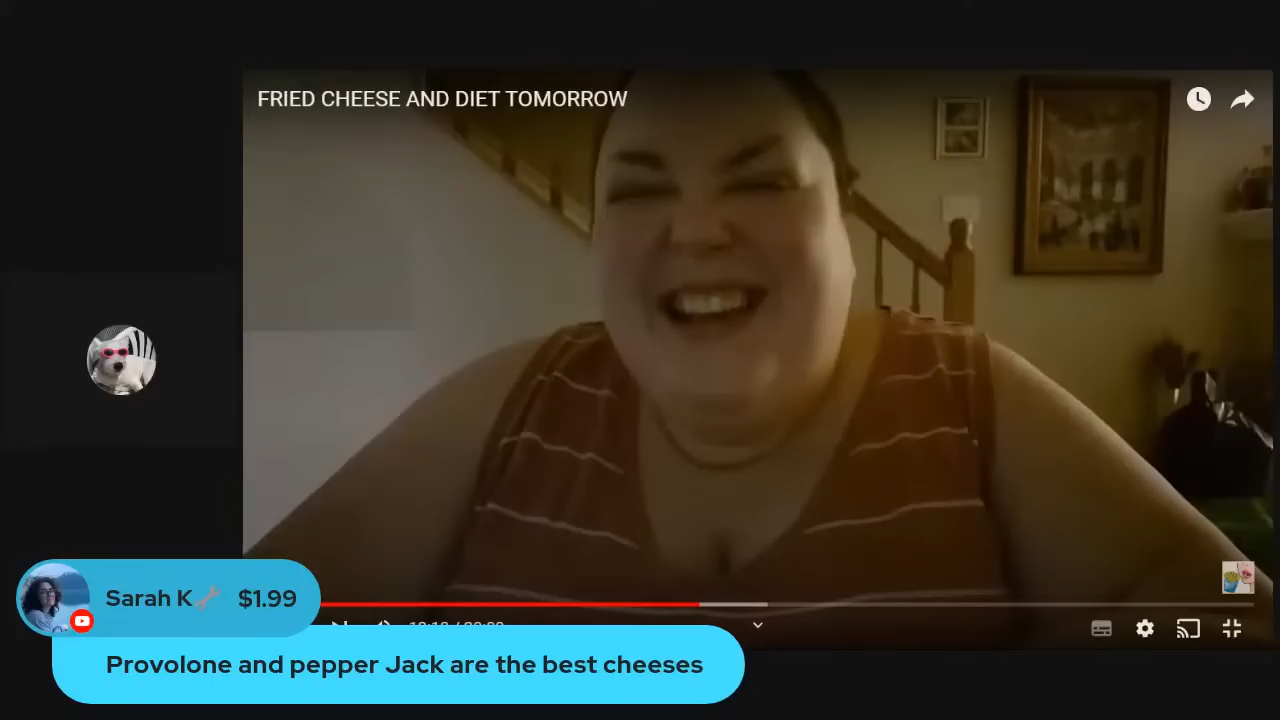 FRIED CHEESE AND DIET TOMORROW
Sarah K🔧 $1.99
Provolone and pepper Jack are the best cheeses